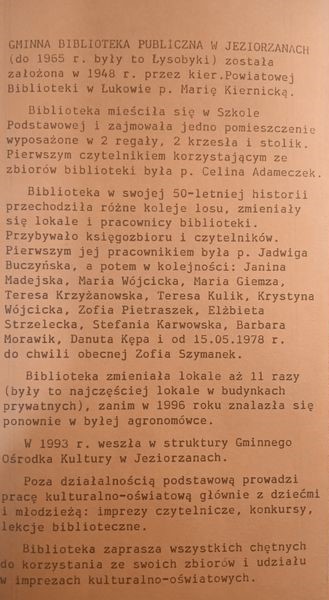 GMINNA BIBLIOTEKA PUBLICZNA W JEZIORZANACH
(do 1965 r. były to Łysobyki) została
założona w 1948 r. przez kier.Powiatowej
Biblioteki w Łukowie p. Marię Kiernicką.
Biblioteka mieściła się w Szkole
Podstawowej i zajmowała jedno pomieszczenie
wyposażone w 2 regały, 2 krzesła i stolik.
Pierwszym czytelnikiem korzystającym ze
zbiorów biblioteki była p. Celina Adameczek.
Biblioteka w swojej 50-letniej historii
przechodziła różne koleje losu, zmieniały
się lokale i pracownicy biblioteki.
Przybywało księgozbioru i czytelników.
Pierwszym jej pracownikiem była p. Jadwiga
Buczyńska, a potem w kolejności: Janina
Madejska, Maria Wójcicka, Maria Giemza,
Teresa Krzyżanowska, Teresa Kulik, Krystyna
Wójcicka, Zofia Pietraszek, Elżbieta
Strzelecka, Stefania Karwowska, Barbara
Morawik, Danuta Kępa i od 15.05.1978 r.
do chwili obecnej Zofia Szymanek.
Biblioteka zmieniała lokale aż 11 razy
(były to najczęściej lokale w budynkach
prywatnych), zanim w 1996 roku znalazła się
ponownie w byłej agronomówce.
W 1993 r. weszła w struktury Gminnego
Ośrodka Kultury w Jeziorzanach.
Poza działalnością podstawową prowadzi
pracę kulturalno-oświatową głównie z dziećmi
i młodzieżą: imprezy czytelnicze, konkursy,
lekcje biblioteczne.
Biblioteka zaprasza wszystkich chętnych
do korzystania ze swoich zbiorów i udziału
w imprezach kulturalno-oświatowych.